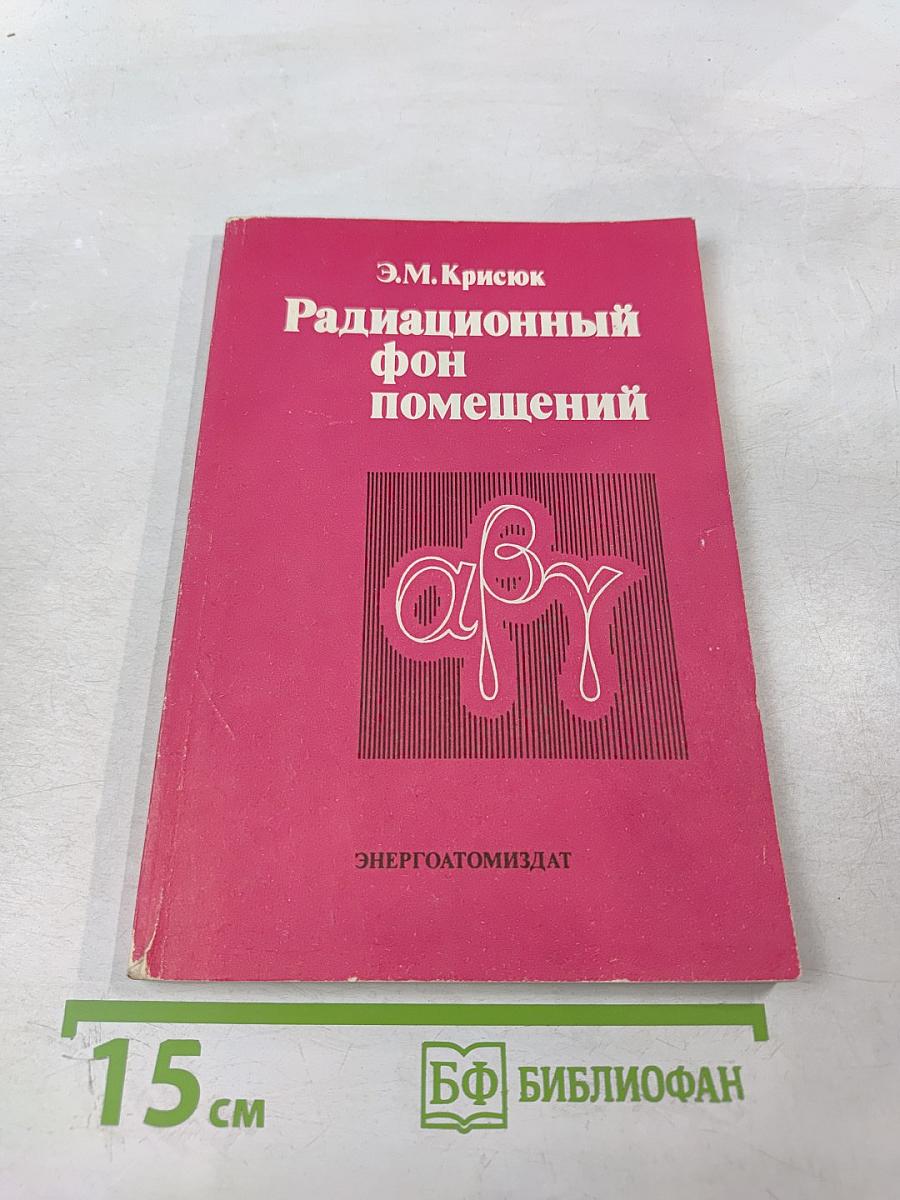 Э.М. Крисюк
Радиационный
фон
помещений
αβγ
ЭНЕРГОАТОМИЗДАТ
15 см
БФ БИБЛИОФАН